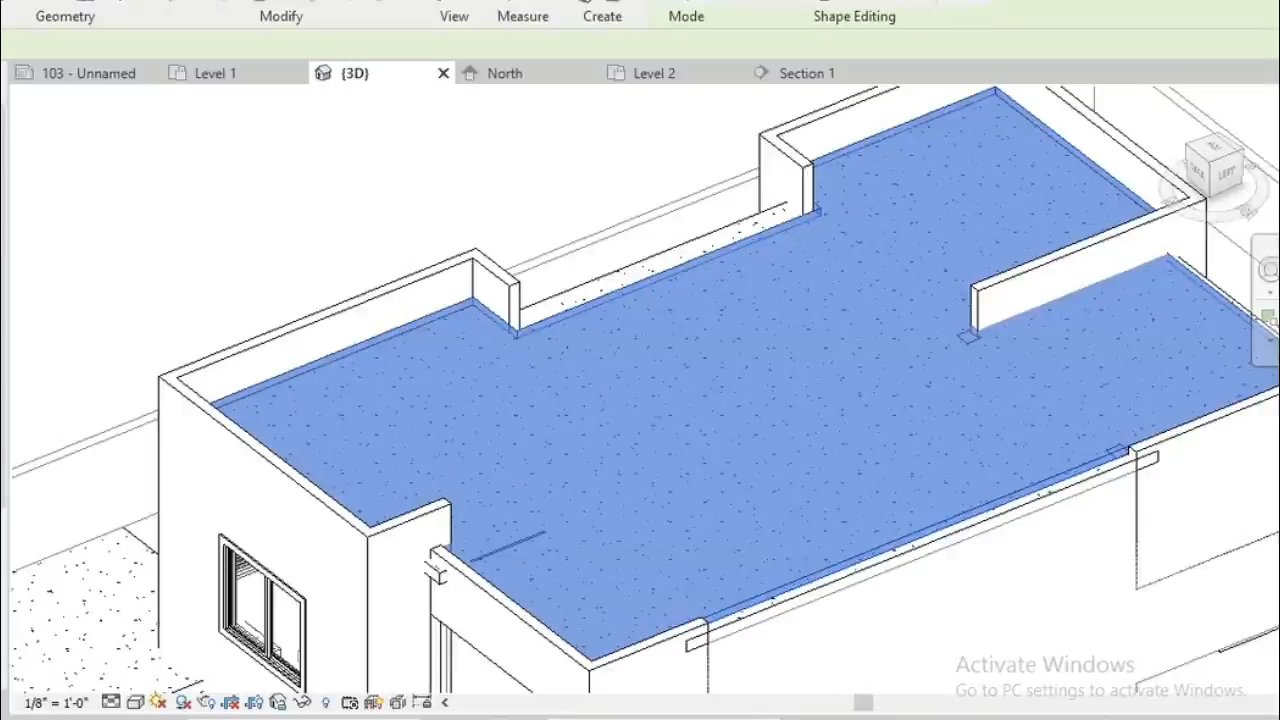 Geometry Modify View Measure Create Mode Shape Editing
103 - Unnamed Level 1 {3D} North Level 2 Section 1
LEFT
Activate Windows
Go to PC settings to activate Windows.
1/8" = 1'-0"